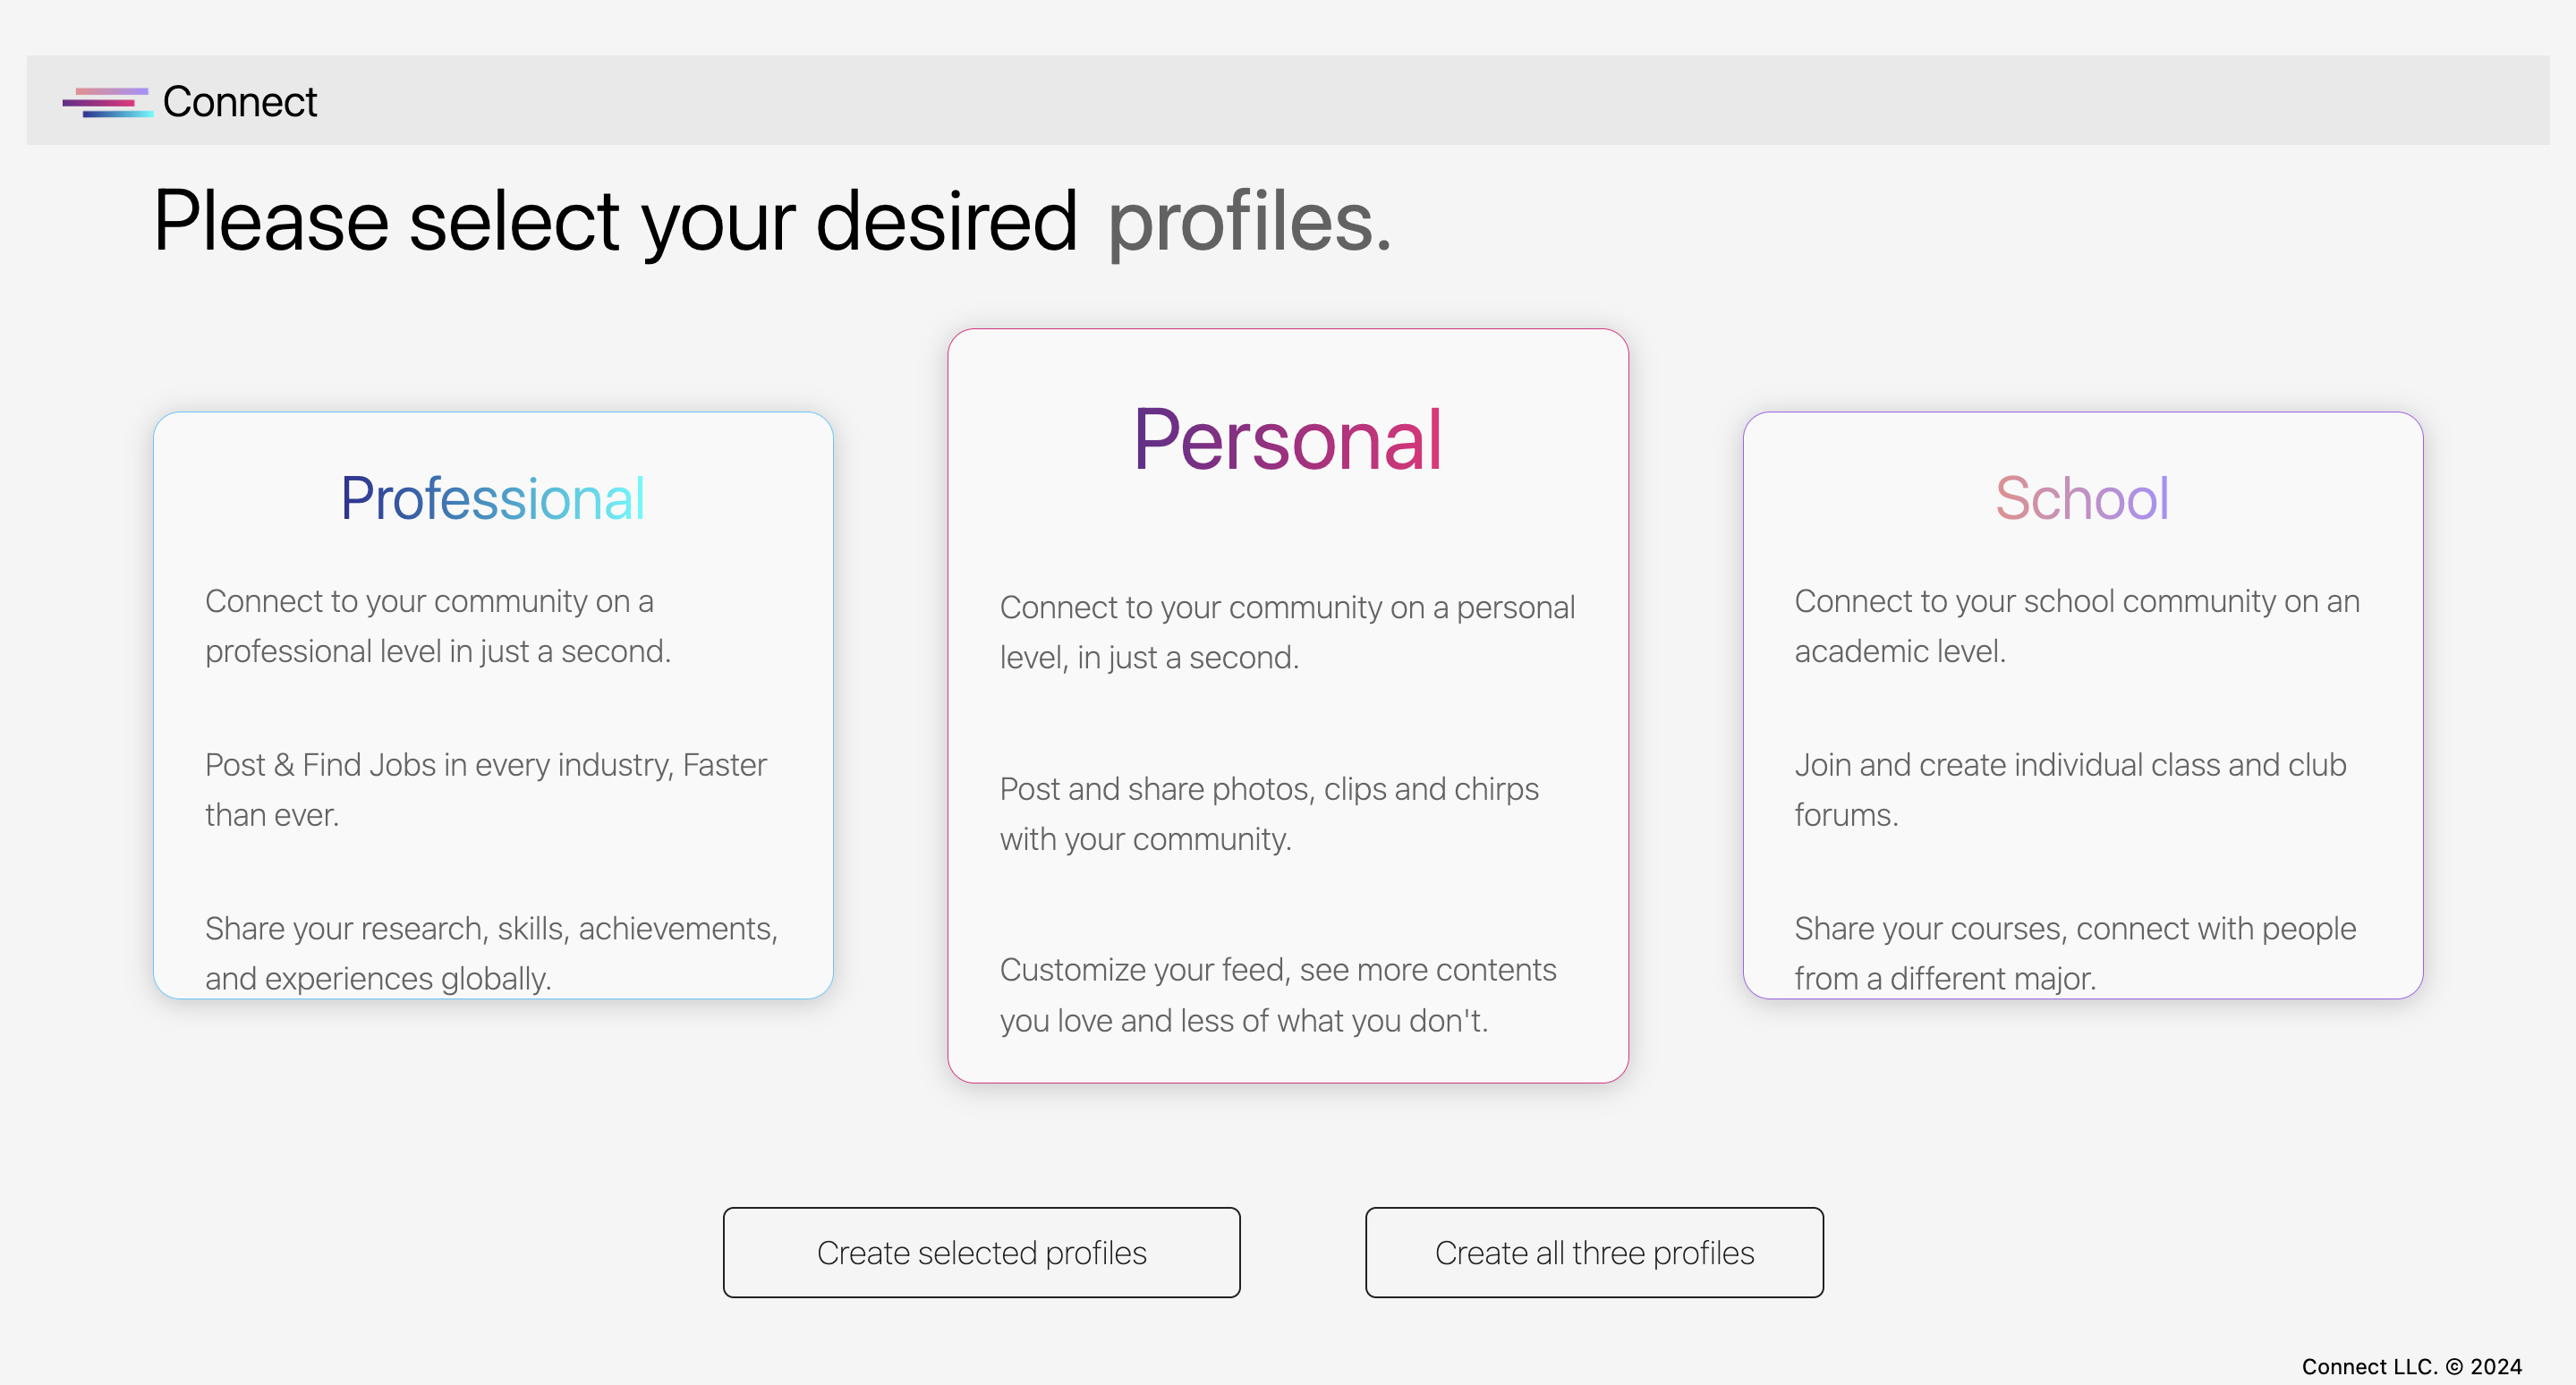 Connect
Please select your desired profiles.
Professional
Connect to your community on a
professional level in just a second.
Post & Find Jobs in every industry, Faster
than ever.
Share your research, skills, achievements,
and experiences globally.
Personal
Connect to your community on a personal
level, in just a second.
Post and share photos, clips and chirps
with your community.
Customize your feed, see more contents
you love and less of what you don't.
School
Connect to your school community on an
academic level.
Join and create individual class and club
forums.
Share your courses, connect with people
from a different major.
Create selected profiles
Create all three profiles
Connect LLC. © 2024